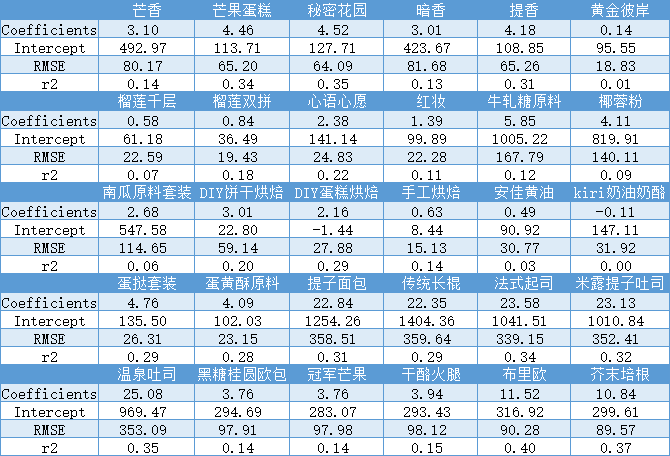 芒香 芒果蛋糕 秘密花园 暗香 提香 黄金彼岸
Coefficients 3.10 4.46 4.52 3.01 4.18 0.14
Intercept 492.97 113.71 127.71 423.67 108.85 95.55
RMSE 80.17 65.20 64.09 81.68 65.26 18.83
r2 0.14 0.34 0.35 0.13 0.31 0.01
榴莲千层 榴莲双拼 心语心愿 红妆 牛轧糖原料 椰蓉粉
Coefficients 0.58 0.84 2.38 1.39 5.85 4.11
Intercept 61.18 36.49 141.14 99.89 1005.22 819.91
RMSE 22.59 19.43 24.83 22.28 167.79 140.11
r2 0.07 0.18 0.22 0.11 0.12 0.09
南瓜原料套装 DIY饼干烘焙 DIY蛋糕烘焙 手工烘焙 安佳黄油 kiri奶油奶酪
Coefficients 2.68 3.01 2.16 0.63 0.49 -0.11
Intercept 547.58 22.80 -1.44 8.44 90.92 147.11
RMSE 114.65 59.14 27.88 15.13 30.77 31.92
r2 0.06 0.20 0.29 0.14 0.03 0.00
蛋挞套装 蛋黄酥原料 提子面包 传统长棍 法式起司 米露提子吐司
Coefficients 4.76 4.09 22.84 22.35 23.58 23.13
Intercept 135.50 102.03 1254.26 1404.36 1041.51 1010.84
RMSE 26.31 23.15 358.51 359.64 339.15 352.41
r2 0.29 0.28 0.31 0.29 0.34 0.32
温泉吐司 黑糖桂圆欧包 冠军芒果 干酪火腿 布里欧 芥末培根
Coefficients 25.08 3.76 3.76 3.94 11.52 10.84
Intercept 969.47 294.69 283.07 293.43 316.92 299.61
RMSE 353.09 97.91 97.98 98.12 90.28 89.57
r2 0.35 0.14 0.14 0.15 0.40 0.37